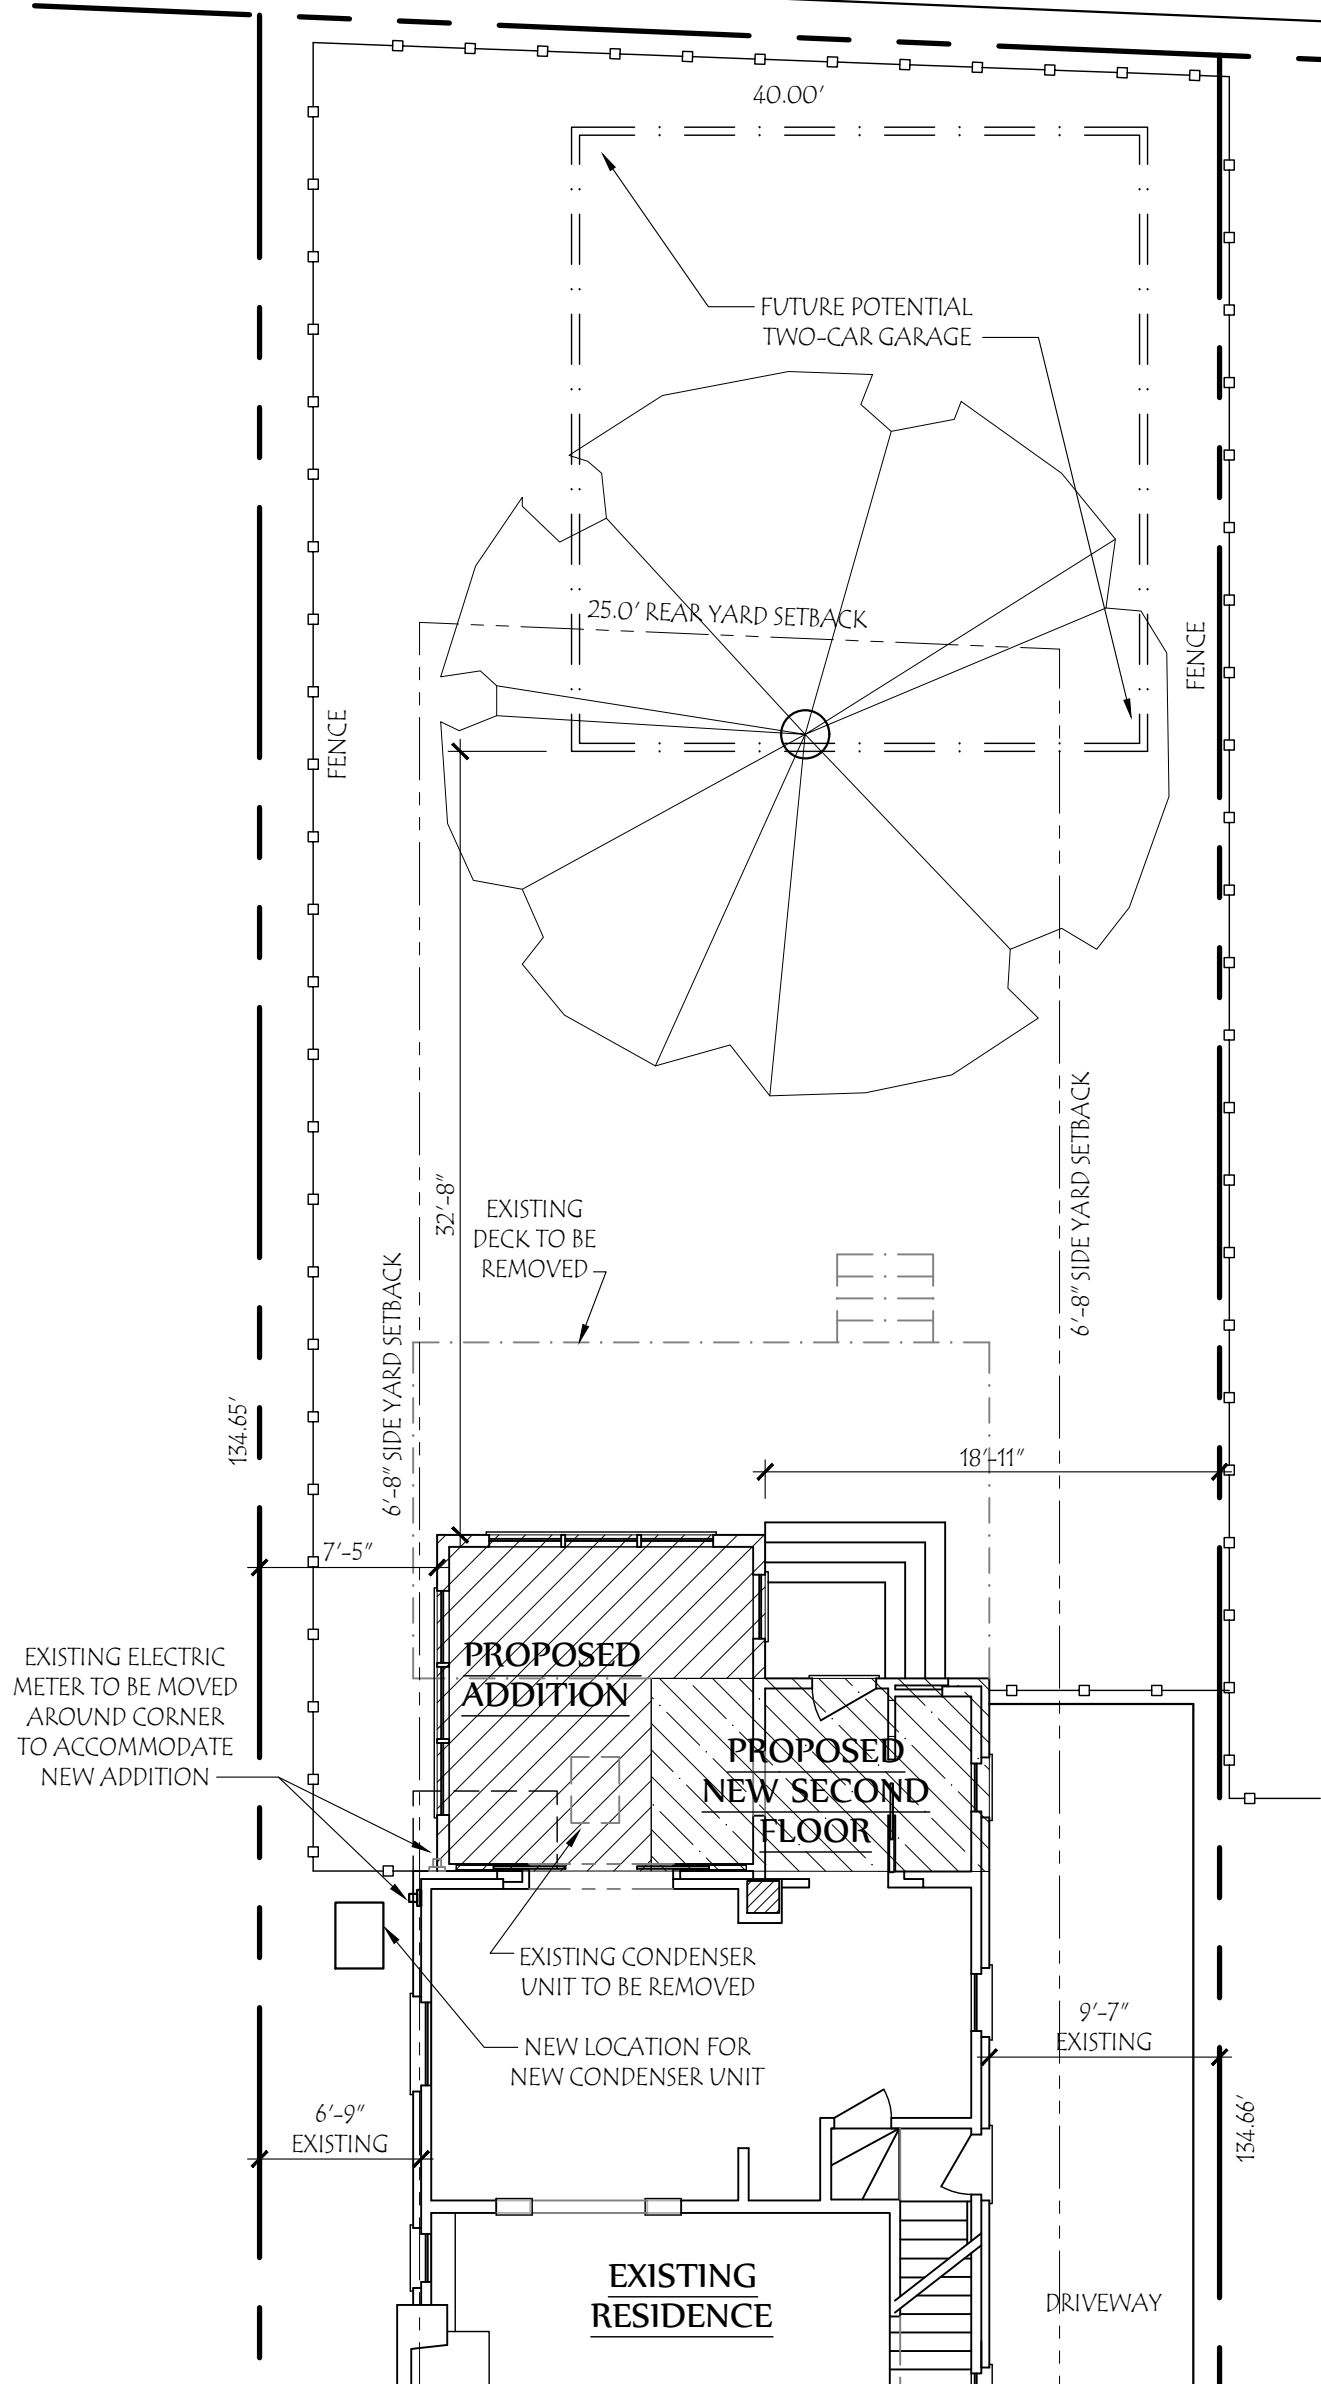 40.00'
FUTURE POTENTIAL
TWO-CAR GARAGE
25.0' REAR YARD SETBACK
FENCE
FENCE
32'-8"
EXISTING
DECK TO BE
REMOVED
6'-8" SIDE YARD SETBACK
6'-8" SIDE YARD SETBACK
134.65'
18'-11"
7'-5"
EXISTING ELECTRIC
METER TO BE MOVED
AROUND CORNER
TO ACCOMMODATE
NEW ADDITION
PROPOSED
ADDITION
PROPOSED
NEW SECOND
FLOOR
EXISTING CONDENSER
UNIT TO BE REMOVED
NEW LOCATION FOR
NEW CONDENSER UNIT
9'-7"
EXISTING
6'-9"
EXISTING
134.66'
EXISTING
RESIDENCE
DRIVEWAY